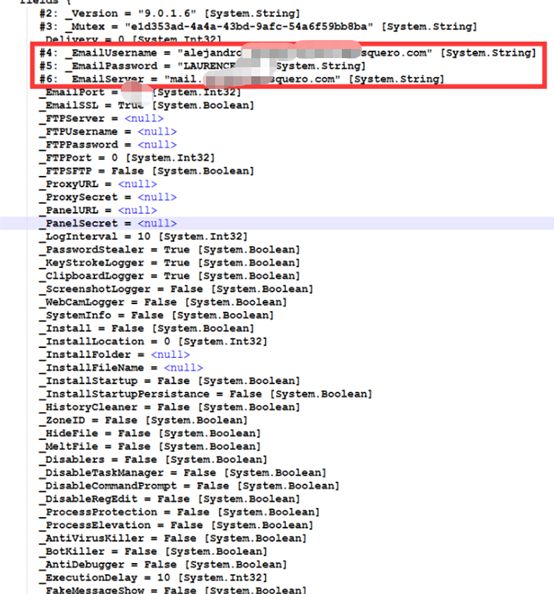 fields {
#2: _Version = "9.0.1.6" [System.String]
#3: _Mutex = "e1d353ad-4a4a-43bd-9afc-54a6f59bb8ba" [System.String]
_Delivery = 0 [System.Int32]
#4: _EmailUsername = "alejandro squero.com" [System.String]
#5: _EmailPassword = "LAURENCE [System.String]
#6: _EmailServer = "mail. squero.com" [System.String]
_EmailPort = [System.Int32]
_EmailSSL = True [System.Boolean]
_FTPServer = <null>
_FTPUsername = <null>
_FTPPassword = <null>
_FTPPort = 0 [System.Int32]
_FTPSFTP = False [System.Boolean]
_ProxyURL = <null>
_ProxySecret = <null>
_PanelURL = <null>
_PanelSecret = <null>
_LogInterval = 10 [System.Int32]
_PasswordStealer = True [System.Boolean]
_KeyStrokeLogger = True [System.Boolean]
_ClipboardLogger = True [System.Boolean]
_ScreenshotLogger = False [System.Boolean]
_WebCamLogger = False [System.Boolean]
_SystemInfo = False [System.Boolean]
_Install = False [System.Boolean]
_InstallLocation = 0 [System.Int32]
_InstallFolder = <null>
_InstallFileName = <null>
_InstallStartup = False [System.Boolean]
_InstallStartupPersistance = False [System.Boolean]
_HistoryCleaner = False [System.Boolean]
_ZoneID = False [System.Boolean]
_HideFile = False [System.Boolean]
_MeltFile = False [System.Boolean]
_Disablers = False [System.Boolean]
_DisableTaskManager = False [System.Boolean]
_DisableCommandPrompt = False [System.Boolean]
_DisableRegEdit = False [System.Boolean]
_ProcessProtection = False [System.Boolean]
_ProcessElevation = False [System.Boolean]
_AntiVirusKiller = False [System.Boolean]
_BotKiller = False [System.Boolean]
_AntiDebugger = False [System.Boolean]
_ExecutionDelay = 10 [System.Int32]
_FakeMessageShow = False [System.Boolean]